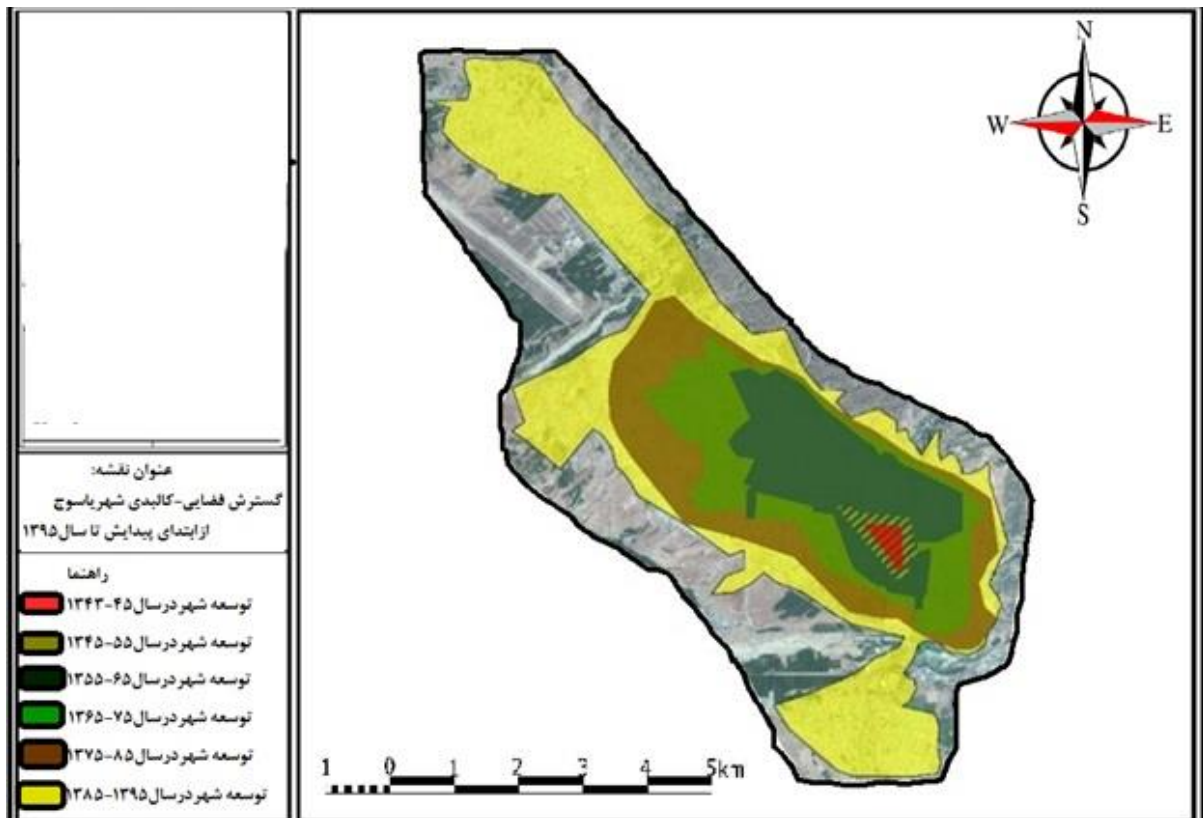 N
W
E
S
عنوان نقشه:
گسترش فضایی-کالبدی شهر یاسوج
از ابتدای پیدایش تا سال ۱۳۹۵
راهنما
توسعه شهر در سال ۴۵-۱۳۴۳
توسعه شهر در سال ۵۵-۱۳۴۵
توسعه شهر در سال ۶۵-۱۳۵۵
توسعه شهر در سال ۷۵-۱۳۶۵
توسعه شهر در سال ۸۵-۱۳۷۵
توسعه شهر در سال ۱۳۹۵-۱۳۸۵
1 0 1 2 3 4 5km